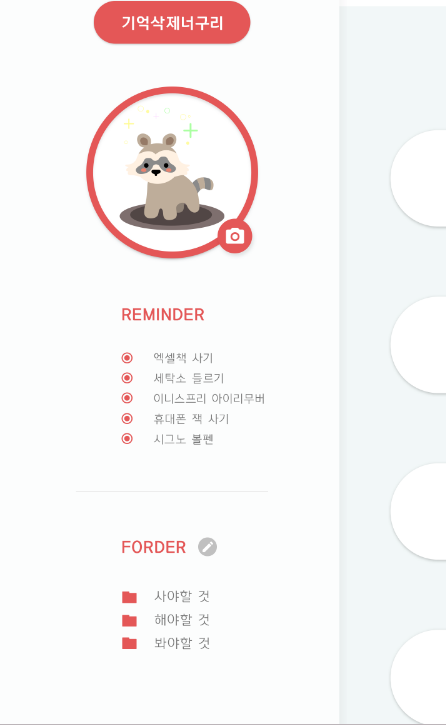 기억삭제너구리
REMINDER
엑셀책 사기
세탁소 들르기
이니스프리 아이리무버
휴대폰 잭 사기
시그노 볼펜
FORDER
사야할 것
해야할 것
봐야할 것